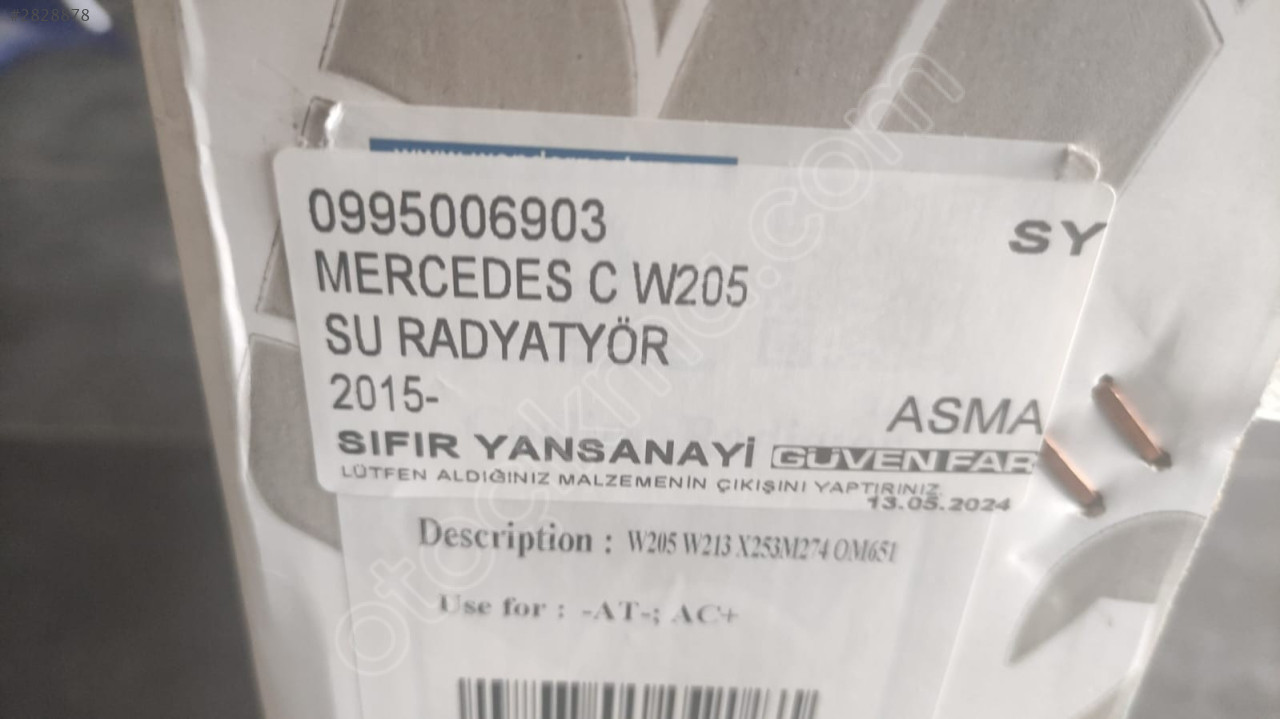 #2828878
0995006903
SY
MERCEDES C W205
SU RADYATYÖR
2015-
ASMA
SIFIR YANSANAYİ GÜVEN FAR
LÜTFEN ALDIĞINIZ MALZEMENİN ÇIKIŞINI YAPTIRINIZ.
13.05.2024
Description : W205 W213 X253M274 OM651
Use for : -AT-; AC+